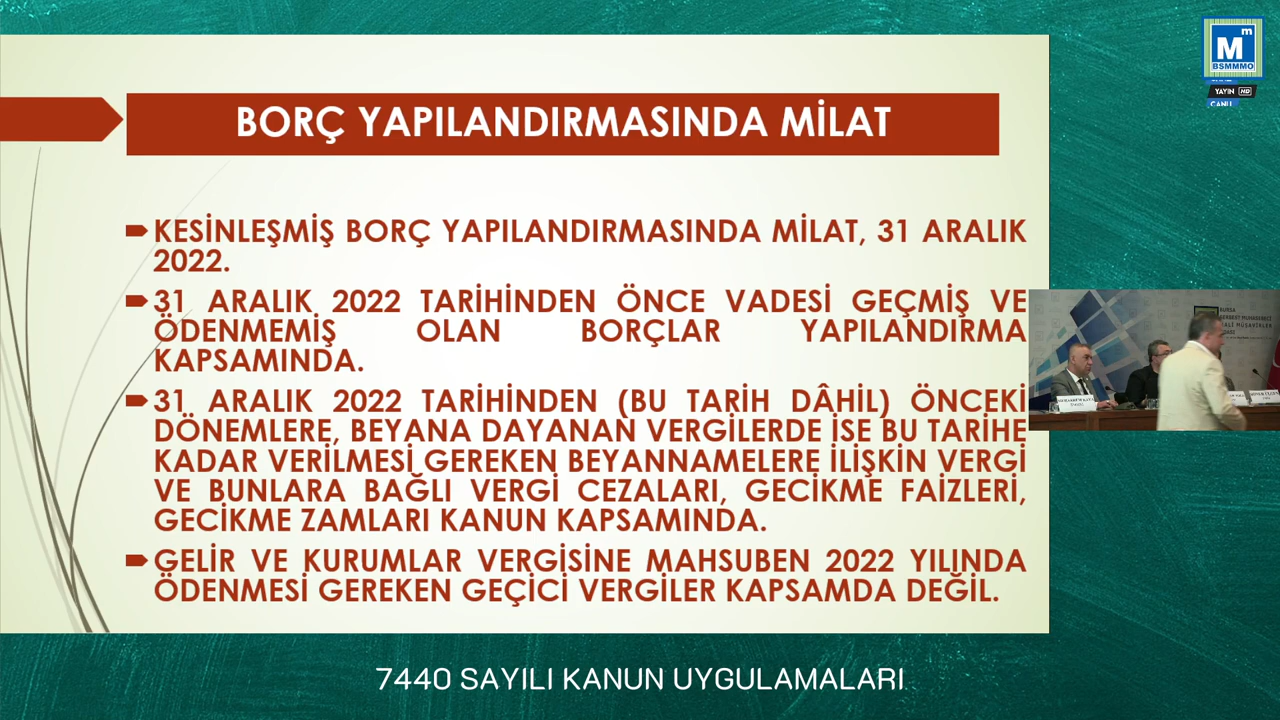 M m
BSMMMO
YAYIN HD
CANLI
BORÇ YAPILANDIRMASINDA MİLAT
KESİNLEŞMİŞ BORÇ YAPILANDIRMASINDA MİLAT, 31 ARALIK
2022.
31 ARALIK 2022 TARİHİNDEN ÖNCE VADESİ GEÇMİŞ VE
ÖDENMEMİŞ OLAN BORÇLAR YAPILANDIRMA
KAPSAMINDA.
31 ARALIK 2022 TARİHİNDEN (BU TARİH DÂHİL) ÖNCEKİ
DÖNEMLERE, BEYANA DAYANAN VERGİLERDE İSE BU TARİHE
KADAR VERİLMESİ GEREKEN BEYANNAMELERE İLİŞKİN VERGİ
VE BUNLARA BAĞLI VERGİ CEZALARI, GECİKME FAİZLERİ,
GECİKME ZAMLARI KANUN KAPSAMINDA.
GELİR VE KURUMLAR VERGİSİNE MAHSUBEN 2022 YILINDA
ÖDENMESİ GEREKEN GEÇİCİ VERGİLER KAPSAMDA DEĞİL.
BURSA
7440 SAYILI KANUN UYGULAMALARI